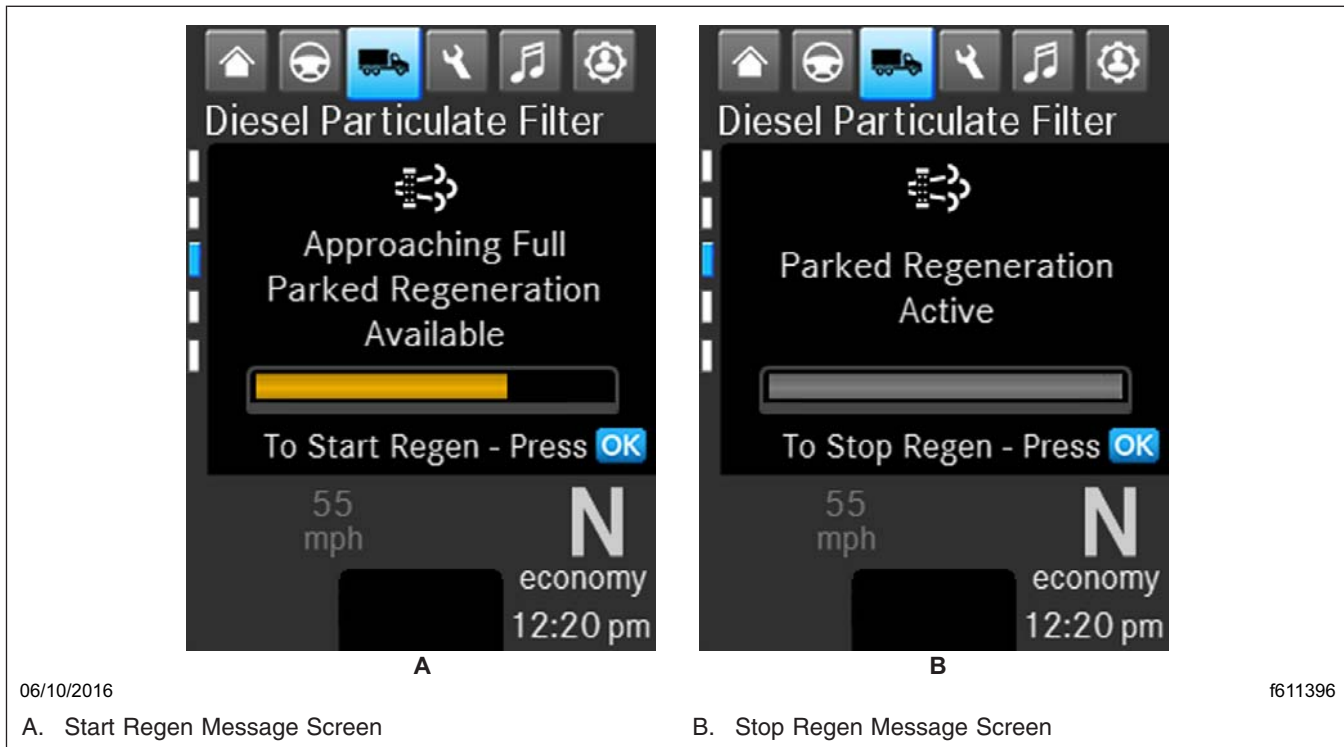 Diesel Particulate Filter
Approaching Full
Parked Regeneration
Available
To Start Regen - Press OK
55
mph
N
economy
12:20 pm
A
Diesel Particulate Filter
Parked Regeneration
Active
To Stop Regen - Press OK
55
mph
N
economy
12:20 pm
B
06/10/2016
f611396
A. Start Regen Message Screen
B. Stop Regen Message Screen